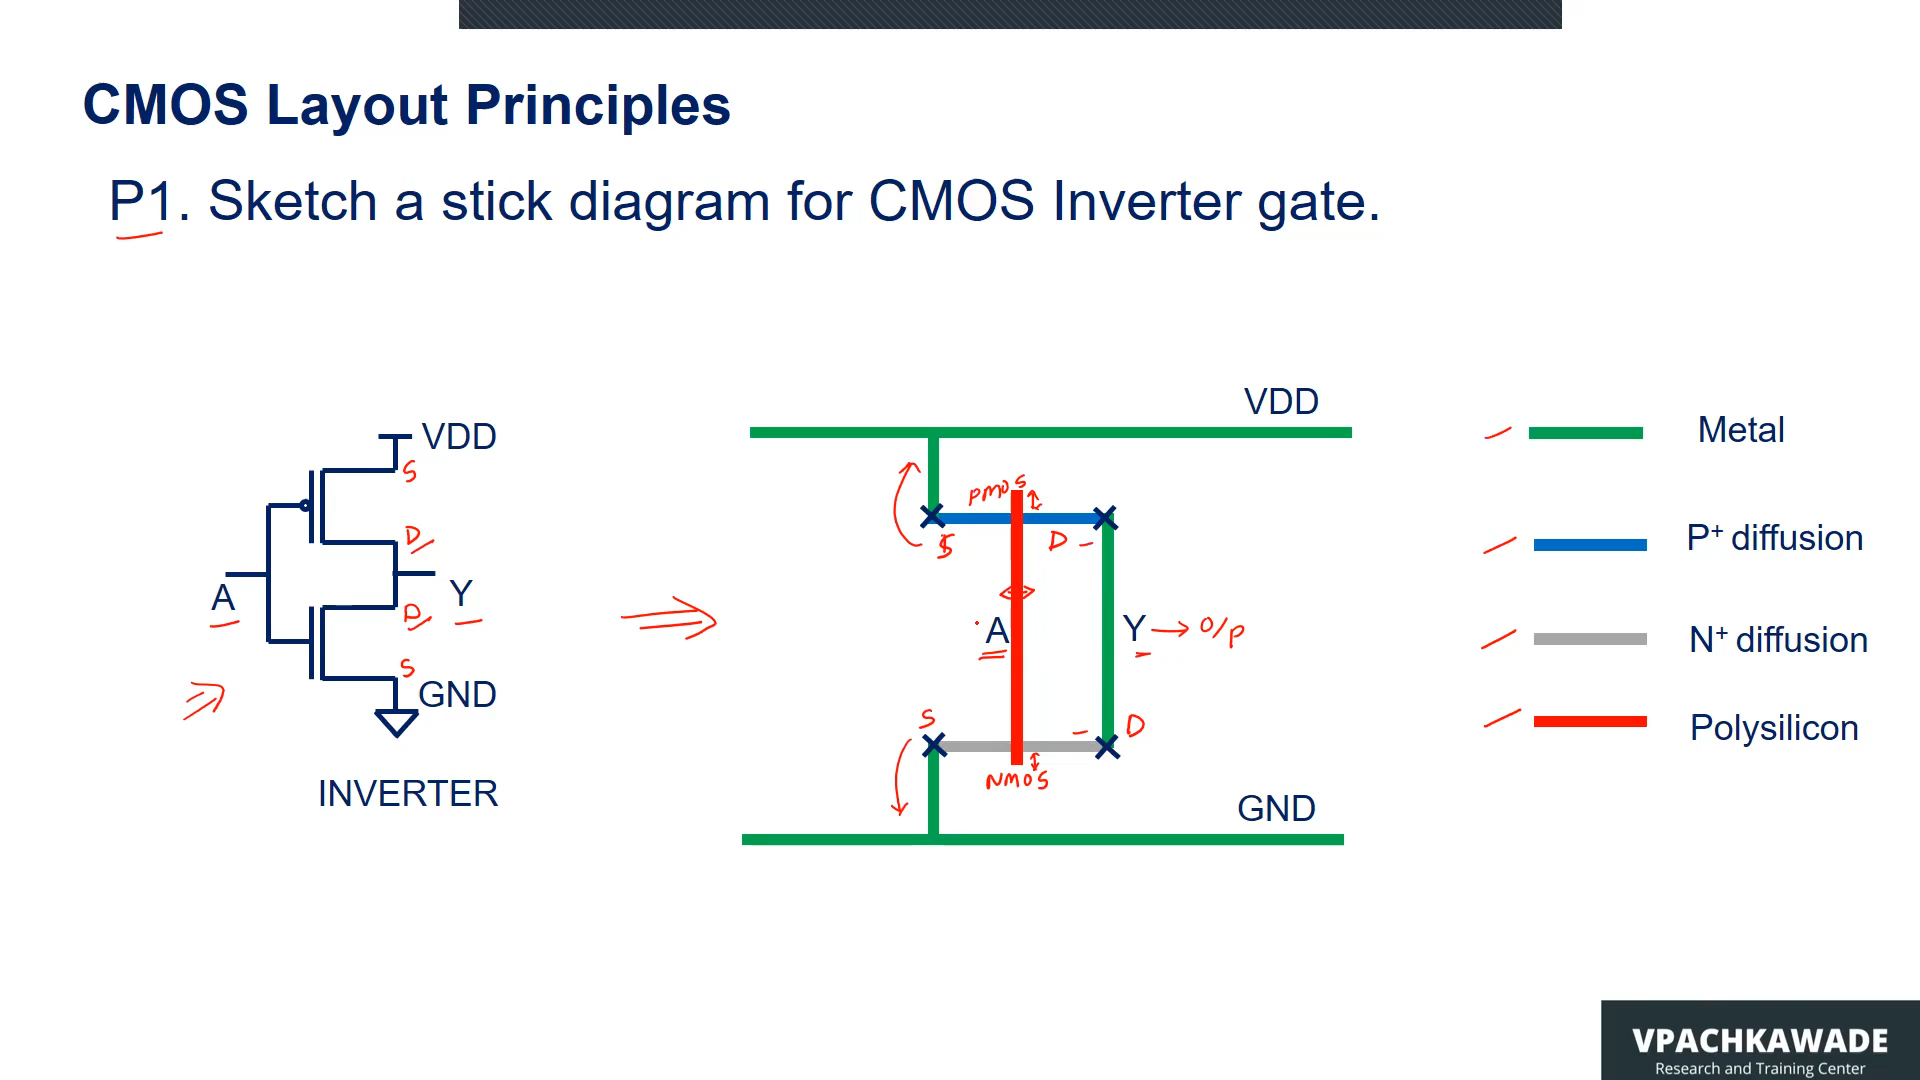 CMOS Layout Principles
P1. Sketch a stick diagram for CMOS Inverter gate.
VDD
S
D
A
Y
D
S
GND
INVERTER
VDD
PMOS
S
D
A
Y → O/P
S
D
NMOS
GND
Metal
P+ diffusion
N+ diffusion
Polysilicon
VPACHKAWADE
Research and Training Center